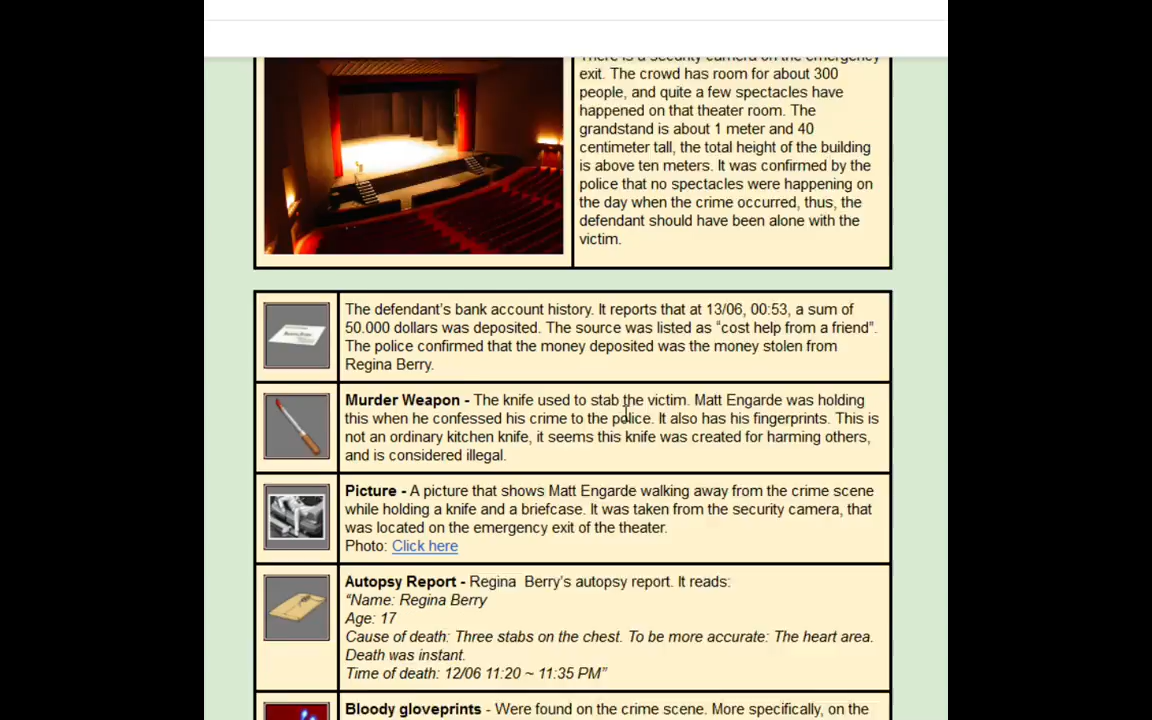 There is a security camera on the emergency
exit. The crowd has room for about 300
people, and quite a few spectacles have
happened on that theater room. The
grandstand is about 1 meter and 40
centimeter tall, the total height of the building
is above ten meters. It was confirmed by the
police that no spectacles were happening on
the day when the crime occurred, thus, the
defendant should have been alone with the
victim.
The defendant’s bank account history. It reports that at 13/06, 00:53, a sum of
50.000 dollars was deposited. The source was listed as “cost help from a friend”.
The police confirmed that the money deposited was the money stolen from
Regina Berry.
Murder Weapon - The knife used to stab the victim. Matt Engarde was holding
this when he confessed his crime to the police. It also has his fingerprints. This is
not an ordinary kitchen knife, it seems this knife was created for harming others,
and is considered illegal.
Picture - A picture that shows Matt Engarde walking away from the crime scene
while holding a knife and a briefcase. It was taken from the security camera, that
was located on the emergency exit of the theater.
Photo: Click here
Autopsy Report - Regina  Berry’s autopsy report. It reads:
“Name: Regina Berry
Age: 17
Cause of death: Three stabs on the chest. To be more accurate: The heart area.
Death was instant.
Time of death: 12/06 11:20 ~ 11:35 PM”
Bloody gloveprints - Were found on the crime scene. More specifically, on the